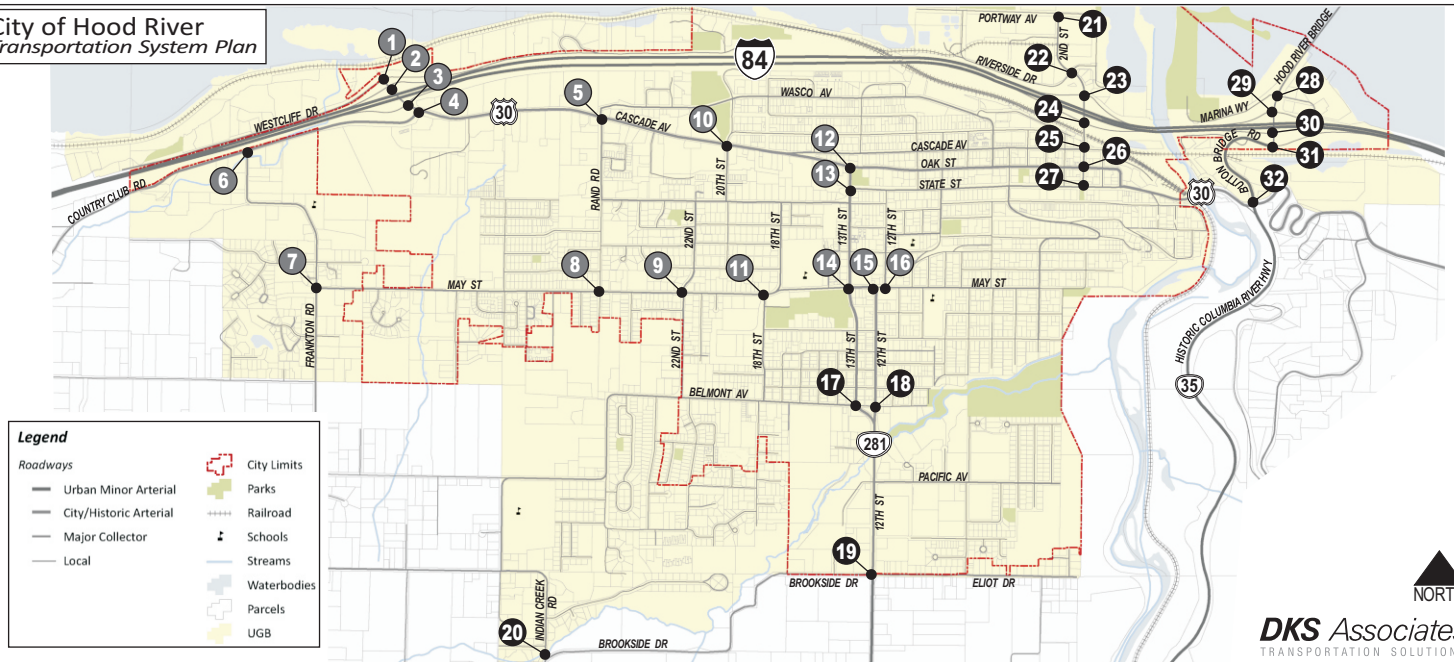 City of Hood River
Transportation System Plan
PORTWAY AV
21
2ND ST
22
RIVERSIDE DR
23
24
84
1
2
3
4
WESTCLIFF DR
30
5
CASCADE AV
WASCO AV
10
12
CASCADE AV
25
26
OAK ST
13
STATE ST
27
30
29
28
HOOD RIVER BRIDGE
MARINA WY
30
31
BUTTON BRIDGE RD
32
6
COUNTRY CLUB RD
RAND RD
20TH ST
22ND ST
18TH ST
13TH ST
12TH ST
7
8
9
11
14
15
16
MAY ST
MAY ST
FRANKTON RD
22ND ST
18TH ST
13TH ST
12TH ST
HISTORIC COLUMBIA RIVER HWY
35
BELMONT AV
17
18
281
PACIFIC AV
12TH ST
19
BROOKSIDE DR
ELIOT DR
INDIAN CREEK RD
20
BROOKSIDE DR
Legend
Roadways
Urban Minor Arterial
City/Historic Arterial
Major Collector
Local
City Limits
Parks
Railroad
Schools
Streams
Waterbodies
Parcels
UGB
NORT
DKS Associates
TRANSPORTATION SOLUTION